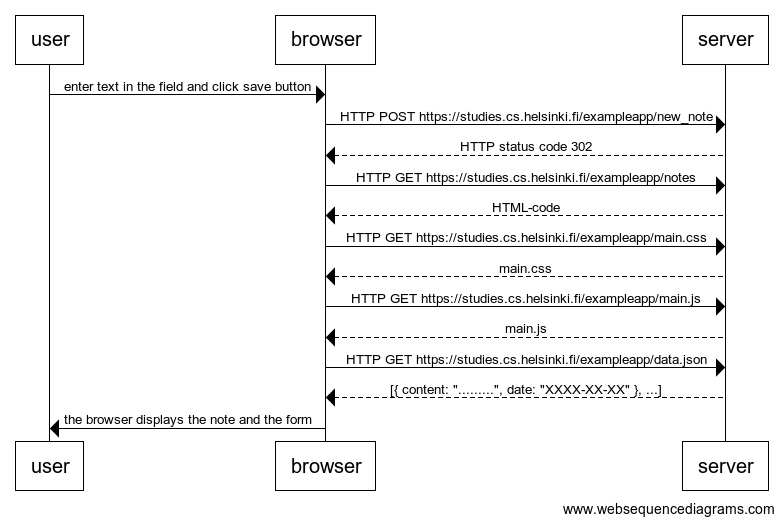 user browser server
enter text in the field and click save button
HTTP POST https://studies.cs.helsinki.fi/exampleapp/new_note
HTTP status code 302
HTTP GET https://studies.cs.helsinki.fi/exampleapp/notes
HTML-code
HTTP GET https://studies.cs.helsinki.fi/exampleapp/main.css
main.css
HTTP GET https://studies.cs.helsinki.fi/exampleapp/main.js
main.js
HTTP GET https://studies.cs.helsinki.fi/exampleapp/data.json
[{ content: ".........", date: "XXXX-XX-XX" }, ...]
the browser displays the note and the form
user browser server
www.websequencediagrams.com